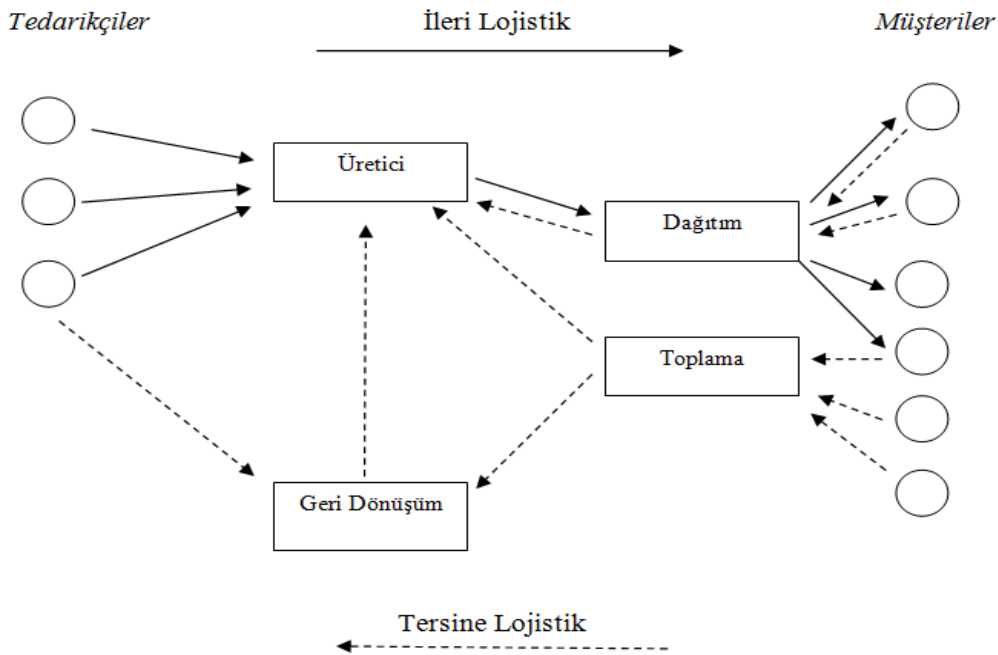 Tedarikçiler
İleri Lojistik
Müşteriler
Üretici
Dağıtım
Toplama
Geri Dönüşüm
Tersine Lojistik